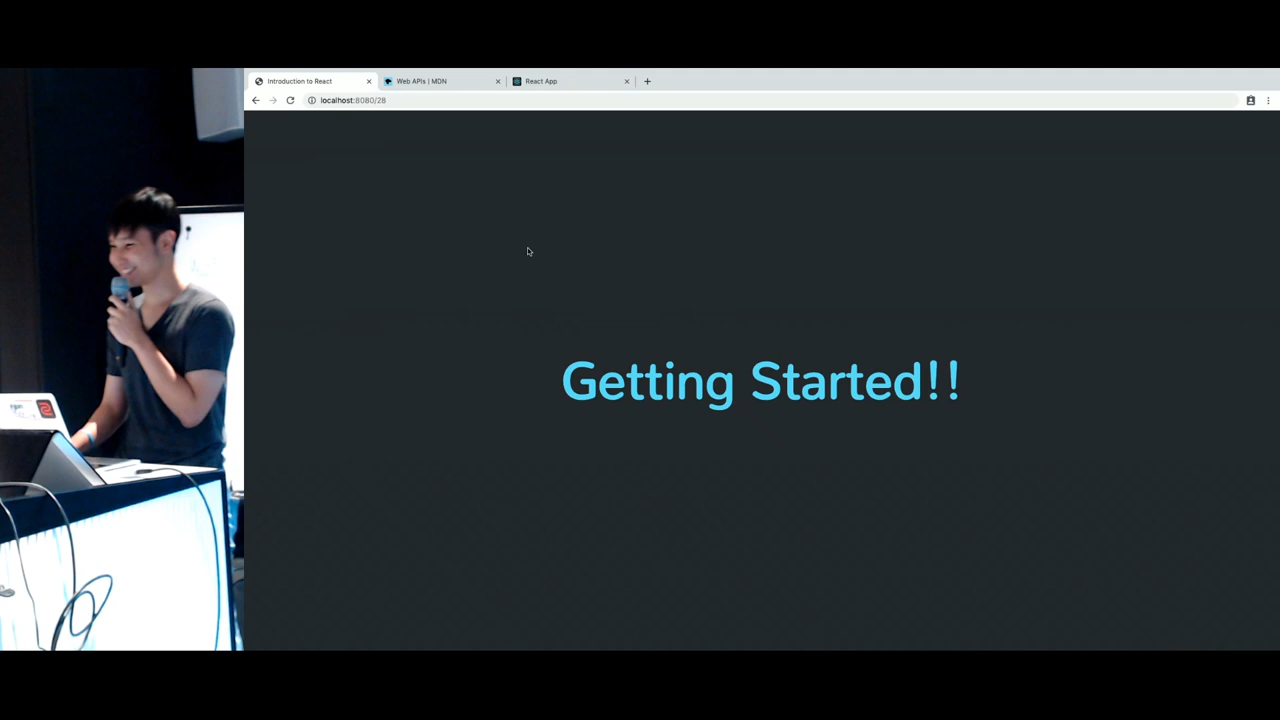 Introduction to React
Web APIs | MDN
React App
localhost:8080/28
Getting Started!!